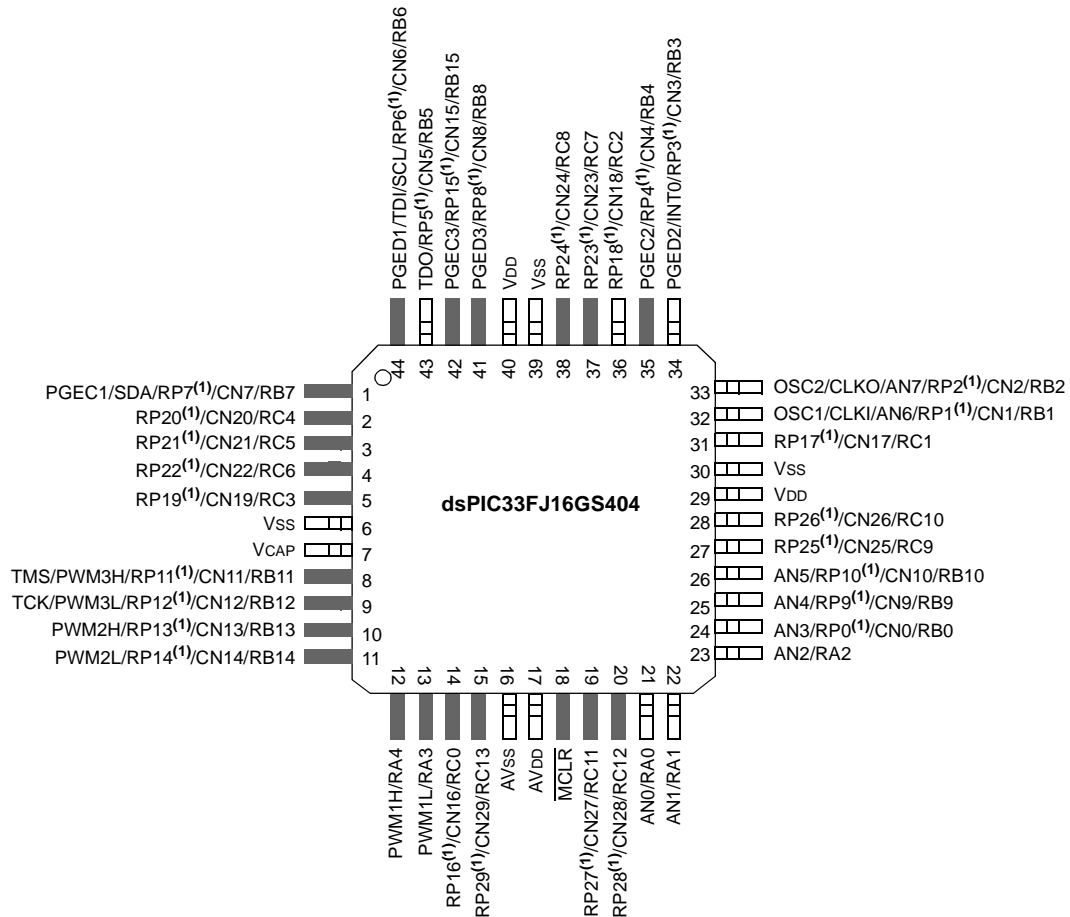 PGED1/TDI/SCL/RP6(1)/CN6/RB6
TDO/RP5(1)/CN5/RB5
PGEC3/RP15(1)/CN15/RB15
PGED3/RP8(1)/CN8/RB8
VDD
VSS
RP24(1)/CN24/RC8
RP23(1)/CN23/RC7
RP18(1)/CN18/RC2
PGEC2/RP4(1)/CN4/RB4
PGED2/INT0/RP3(1)/CN3/RB3
44
43
42
41
40
39
38
37
36
35
34
PGEC1/SDA/RP7(1)/CN7/RB7
1
RP20(1)/CN20/RC4
2
RP21(1)/CN21/RC5
3
RP22(1)/CN22/RC6
4
RP19(1)/CN19/RC3
5
VSS
6
VCAP
7
TMS/PWM3H/RP11(1)/CN11/RB11
8
TCK/PWM3L/RP12(1)/CN12/RB12
9
PWM2H/RP13(1)/CN13/RB13
10
PWM2L/RP14(1)/CN14/RB14
11
dsPIC33FJ16GS404
33
OSC2/CLKO/AN7/RP2(1)/CN2/RB2
32
OSC1/CLKI/AN6/RP1(1)/CN1/RB1
31
RP17(1)/CN17/RC1
30
VSS
29
VDD
28
RP26(1)/CN26/RC10
27
RP25(1)/CN25/RC9
26
AN5/RP10(1)/CN10/RB10
25
AN4/RP9(1)/CN9/RB9
24
AN3/RP0(1)/CN0/RB0
23
AN2/RA2
12
13
14
15
16
17
18
19
20
21
22
PWM1H/RA4
PWM1L/RA3
RP16(1)/CN16/RC0
RP29(1)/CN29/RC13
AVSS
AVDD
MCLR
RP27(1)/CN27/RC11
RP28(1)/CN28/RC12
AN0/RA0
AN1/RA1